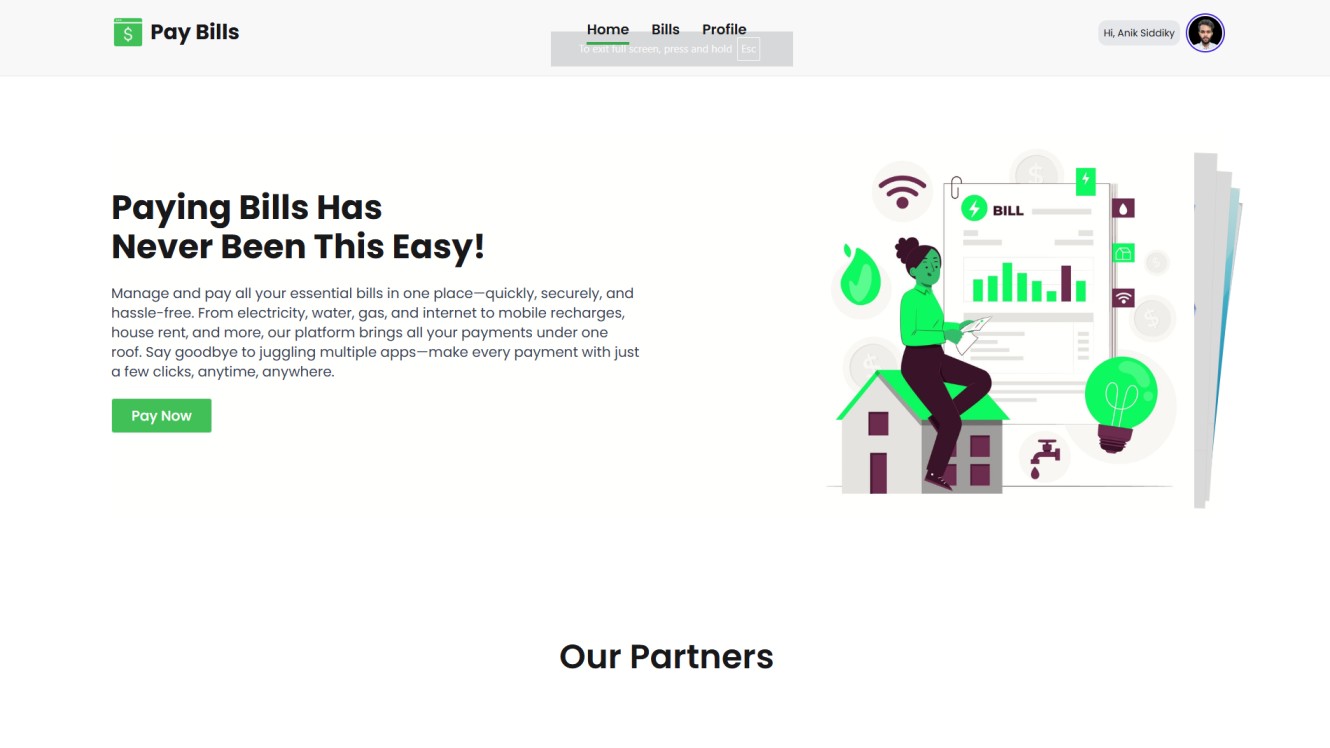 Pay Bills
Home
Bills
Profile
Hi, Anik Siddiky
To exit full screen, press and hold Esc
Paying Bills Has
Never Been This Easy!
Manage and pay all your essential bills in one place—quickly, securely, and
hassle-free. From electricity, water, gas, and internet to mobile recharges,
house rent, and more, our platform brings all your payments under one
roof. Say goodbye to juggling multiple apps—make every payment with just
a few clicks, anytime, anywhere.
Pay Now
BILL
Our Partners